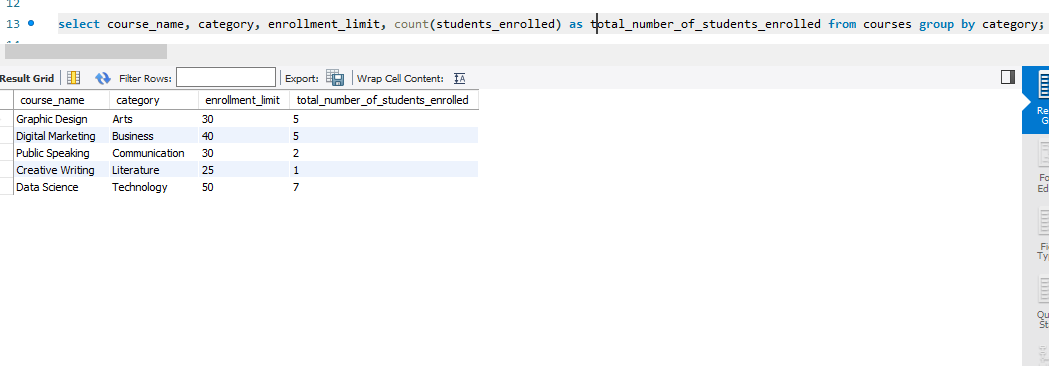 12
13 select course_name, category, enrollment_limit, count(students_enrolled) as total_number_of_students_enrolled from courses group by category;
Result Grid Filter Rows: Export: Wrap Cell Content:
course_name category enrollment_limit total_number_of_students_enrolled
Graphic Design Arts 30 5
Digital Marketing Business 40 5
Public Speaking Communication 30 2
Creative Writing Literature 25 1
Data Science Technology 50 7
Re
G
Fo
Ed
Fi
Ty
Qu
St